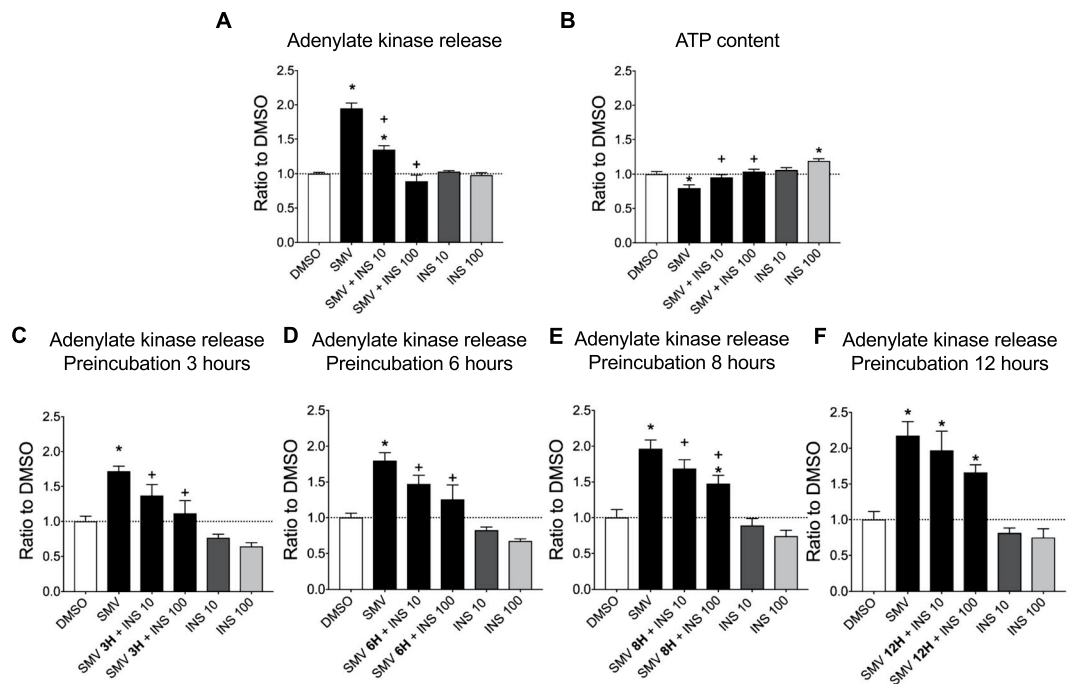 A
Adenylate kinase release
Ratio to DMSO
2.5
2.0
1.5
1.0
0.5
0.0
*
+
*
+
DMSO
SMV
SMV + INS 10
SMV + INS 100
INS 10
INS 100
B
ATP content
Ratio to DMSO
2.5
2.0
1.5
1.0
0.5
0.0
*
+
+
*
DMSO
SMV
SMV + INS 10
SMV + INS 100
INS 10
INS 100
C
Adenylate kinase release
Preincubation 3 hours
Ratio to DMSO
2.5
2.0
1.5
1.0
0.5
0.0
*
+
+
DMSO
SMV
SMV 3H + INS 10
SMV 3H + INS 100
INS 10
INS 100
D
Adenylate kinase release
Preincubation 6 hours
Ratio to DMSO
2.5
2.0
1.5
1.0
0.5
0.0
*
+
+
DMSO
SMV
SMV 6H + INS 10
SMV 6H + INS 100
INS 10
INS 100
E
Adenylate kinase release
Preincubation 8 hours
Ratio to DMSO
2.5
2.0
1.5
1.0
0.5
0.0
*
+
+
*
DMSO
SMV
SMV 8H + INS 10
SMV 8H + INS 100
INS 10
INS 100
F
Adenylate kinase release
Preincubation 12 hours
Ratio to DMSO
2.5
2.0
1.5
1.0
0.5
0.0
*
*
*
DMSO
SMV
SMV 12H + INS 10
SMV 12H + INS 100
INS 10
INS 100